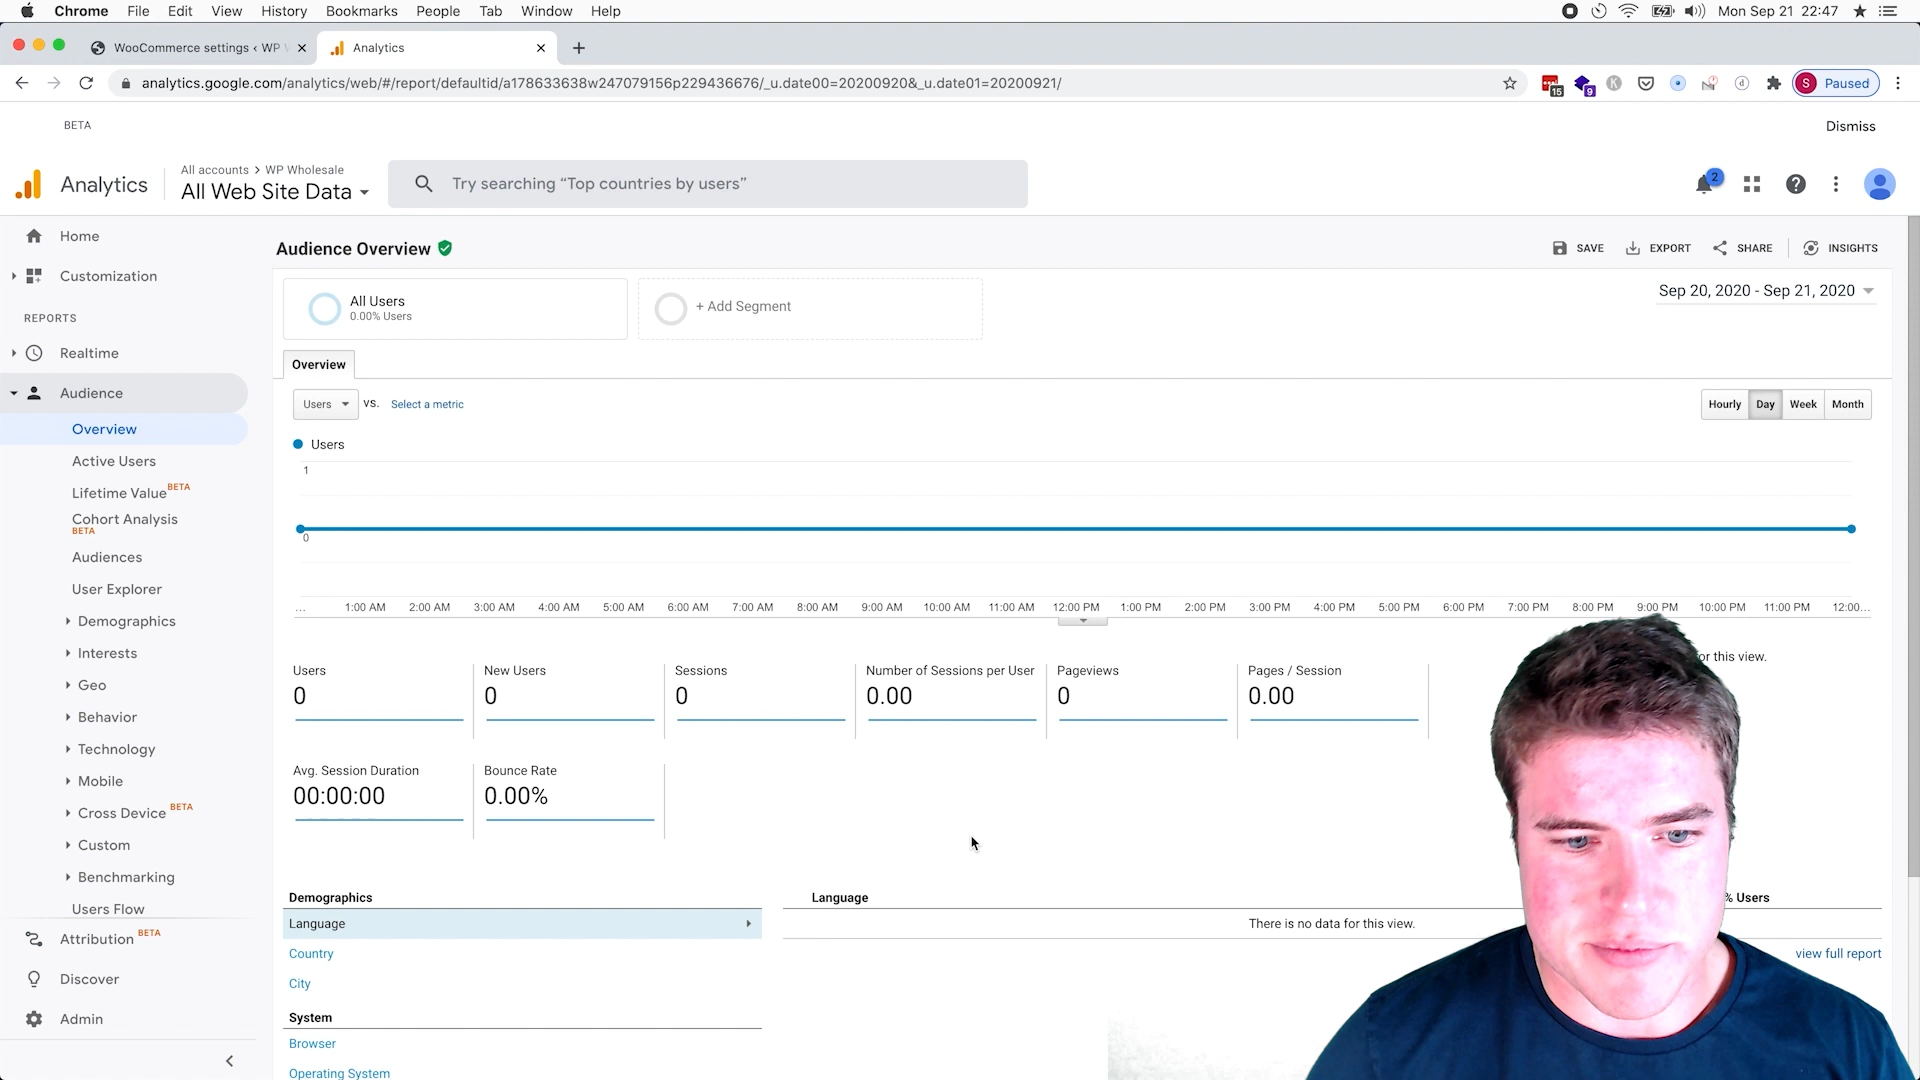 Chrome File Edit View History Bookmarks People Tab Window Help Mon Sep 21 22:47
WooCommerce settings ‹ WP
Analytics
analytics.google.com/analytics/web/#/report/defaultid/a178633638w247079156p229436676/_u.date00=20200920&_u.date01=20200921/
15 9 S Paused
BETA
Dismiss
Analytics
All accounts > WP Wholesale
All Web Site Data
Try searching “Top countries by users”
2
Home
Customization
REPORTS
Realtime
Audience
Overview
Active Users
Lifetime Value BETA
Cohort Analysis
BETA
Audiences
User Explorer
Demographics
Interests
Geo
Behavior
Technology
Mobile
Cross Device BETA
Custom
Benchmarking
Users Flow
Attribution BETA
Discover
Admin
Audience Overview
SAVE EXPORT SHARE INSIGHTS
All Users
0.00% Users
+ Add Segment
Sep 20, 2020 - Sep 21, 2020
Overview
Users VS. Select a metric
Hourly Day Week Month
Users
1
0
... 1:00 AM 2:00 AM 3:00 AM 4:00 AM 5:00 AM 6:00 AM 7:00 AM 8:00 AM 9:00 AM 10:00 AM 11:00 AM 12:00 PM 1:00 PM 2:00 PM 3:00 PM 4:00 PM 5:00 PM 6:00 PM 7:00 PM 8:00 PM 9:00 PM 10:00 PM 11:00 PM 12:00...
for this view.
Users New Users Sessions Number of Sessions per User Pageviews Pages / Session
0 0 0 0.00 0 0.00
Avg. Session Duration Bounce Rate
00:00:00 0.00%
Demographics
Language
Country
City
System
Browser
Operating System
Language % Users
There is no data for this view.
view full report